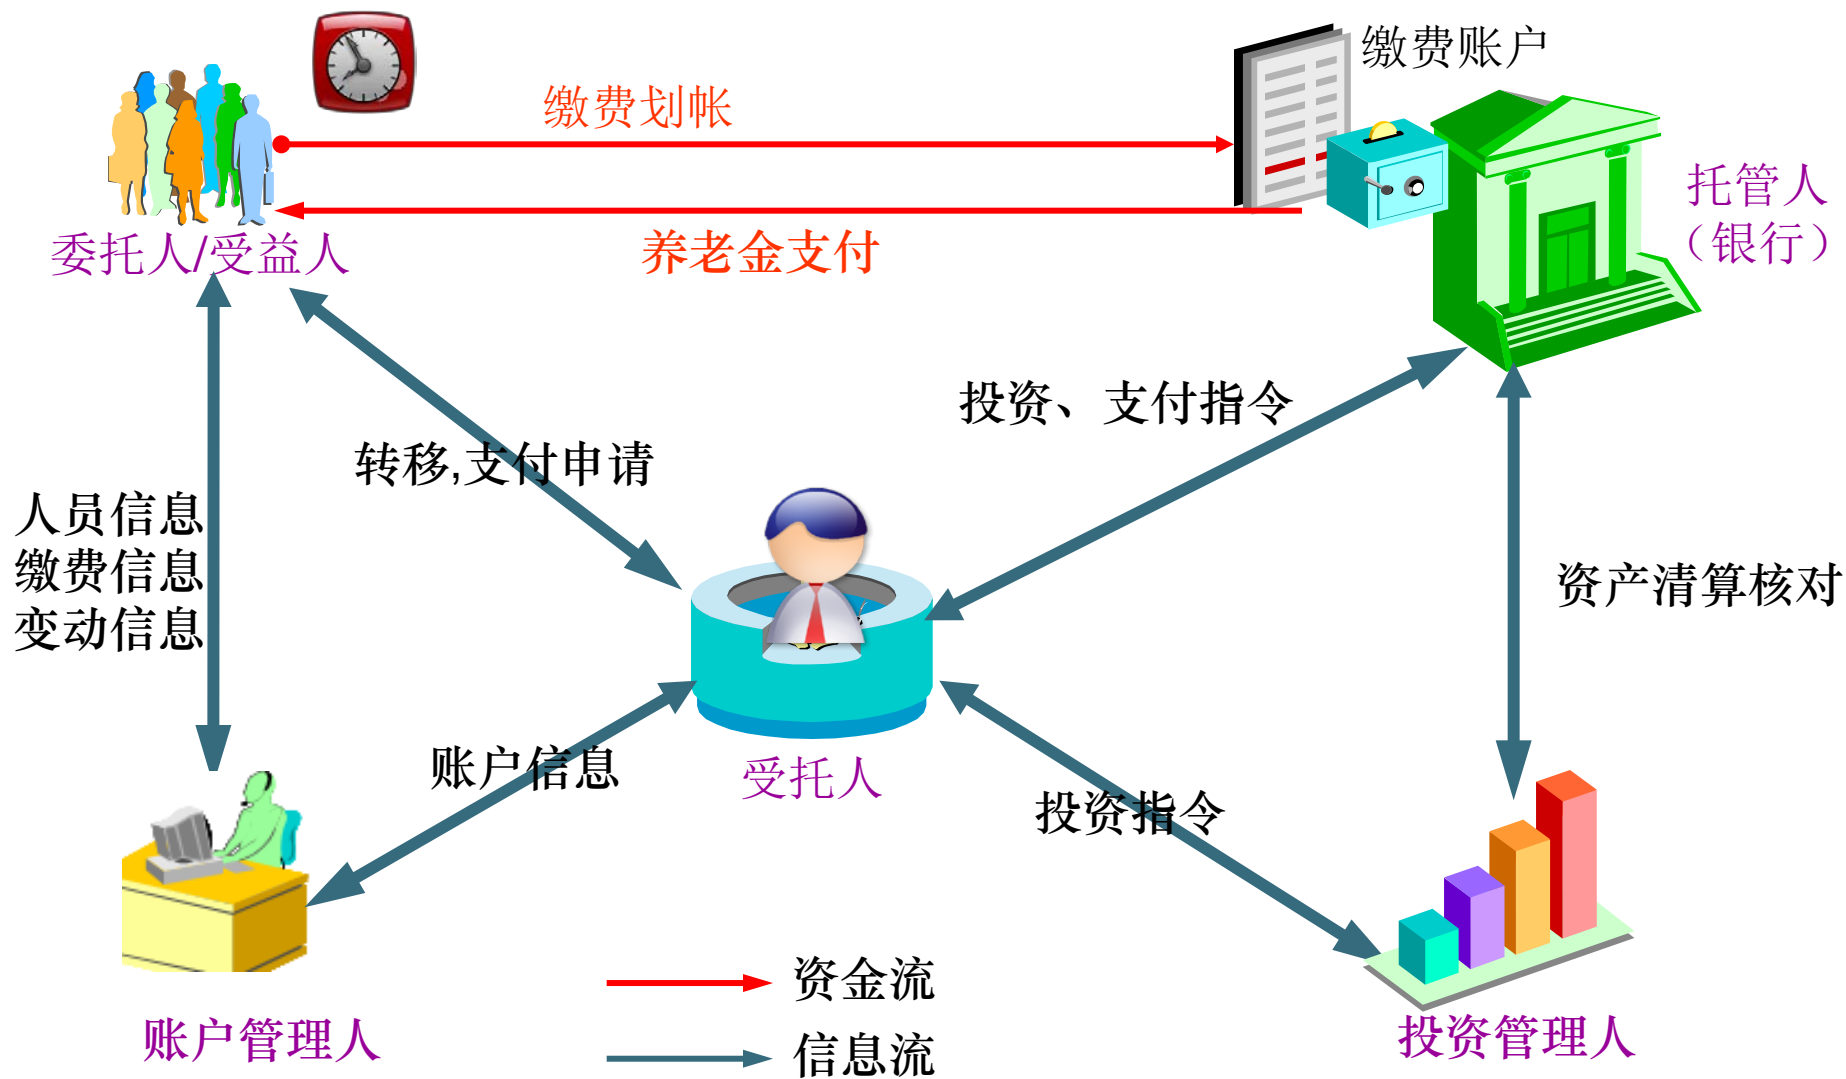 缴费账户
缴费划帐
托管人
（银行）
养老金支付
委托人/受益人
投资、支付指令
转移,支付申请
人员信息
缴费信息
变动信息
资产清算核对
账户信息
受托人
投资指令
资金流
信息流
账户管理人
投资管理人